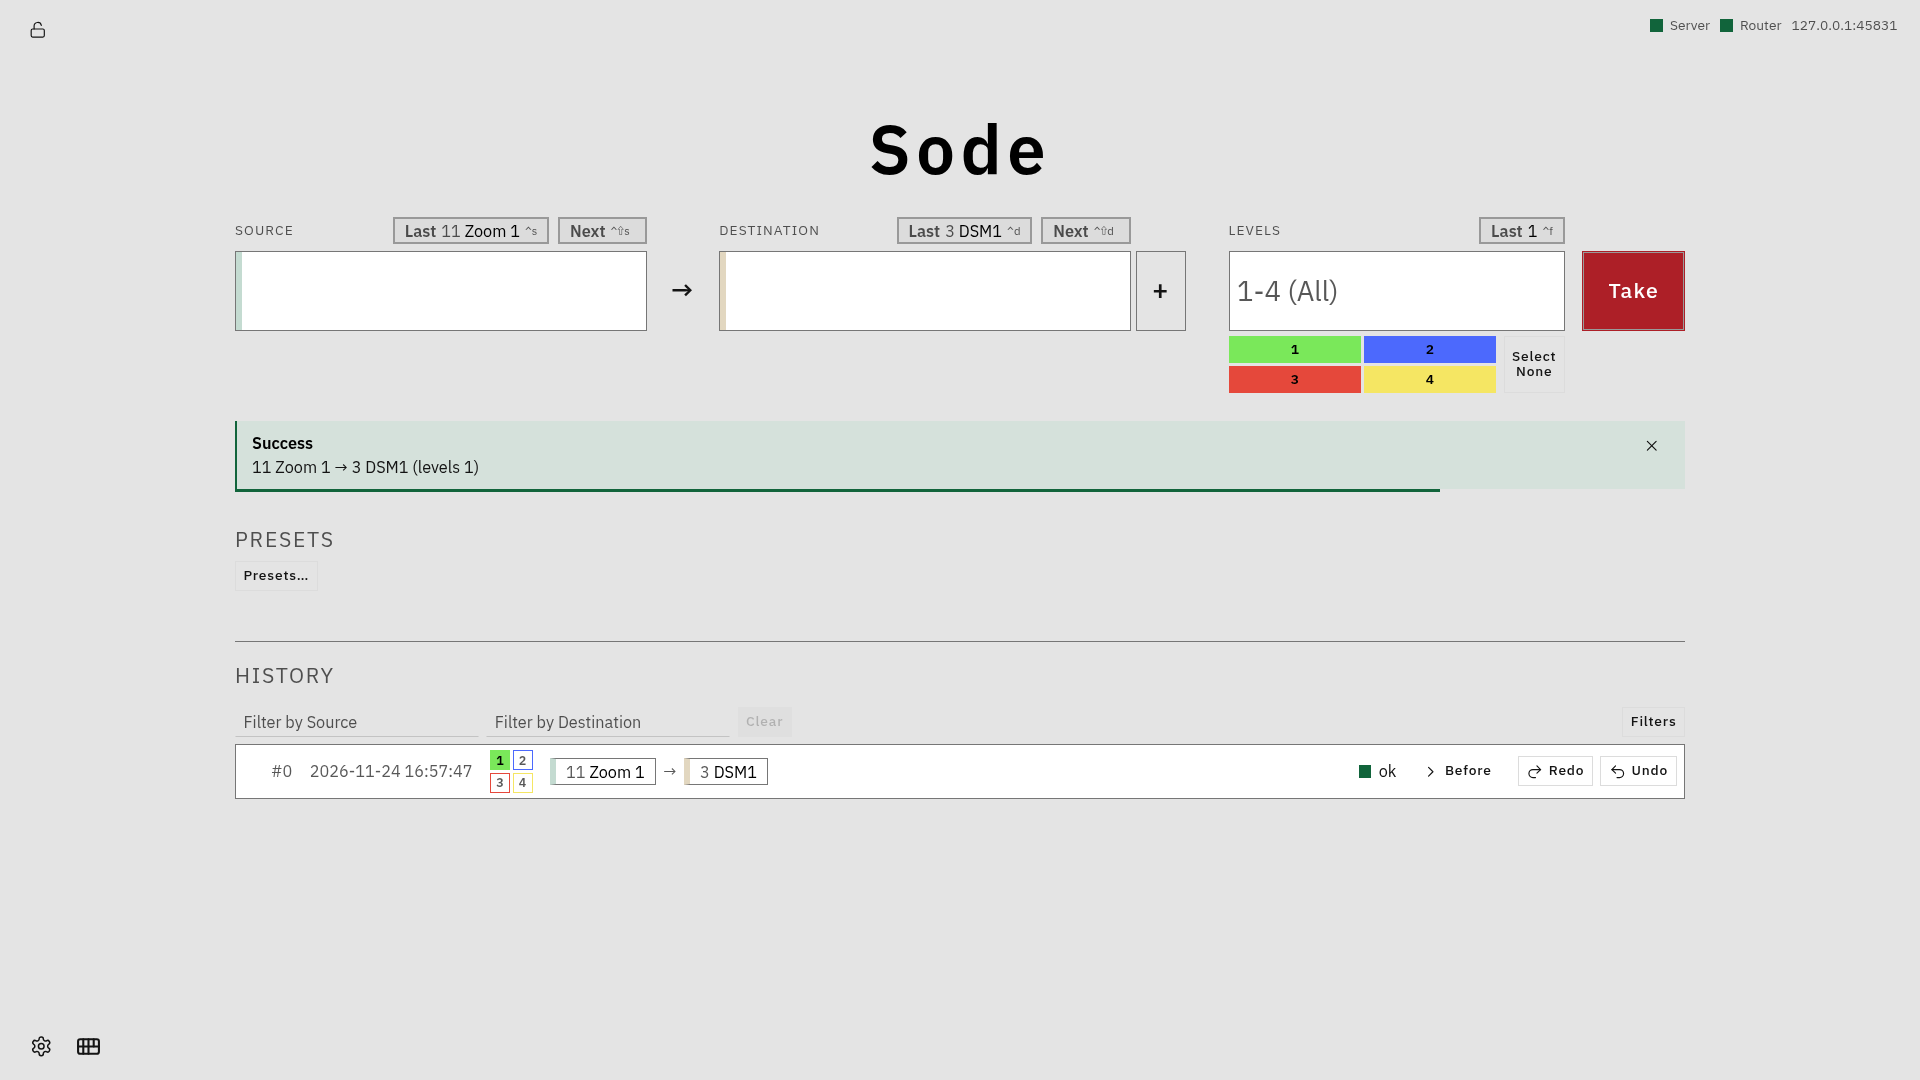 Server Router 127.0.0.1:45831
Sode
SOURCE Last 11 Zoom 1 ^s Next ^⇧s DESTINATION Last 3 DSM1 ^d Next ^⇧d LEVELS Last 1 ^f
→ + 1-4 (All) Take
1 2
3 4
Select
None
Success
11 Zoom 1 → 3 DSM1 (levels 1)
PRESETS
Presets...
HISTORY
Filter by Source Filter by Destination Clear Filters
#0 2026-11-24 16:57:47 1 2 3 4 11 Zoom 1 → 3 DSM1 ok Before Redo Undo